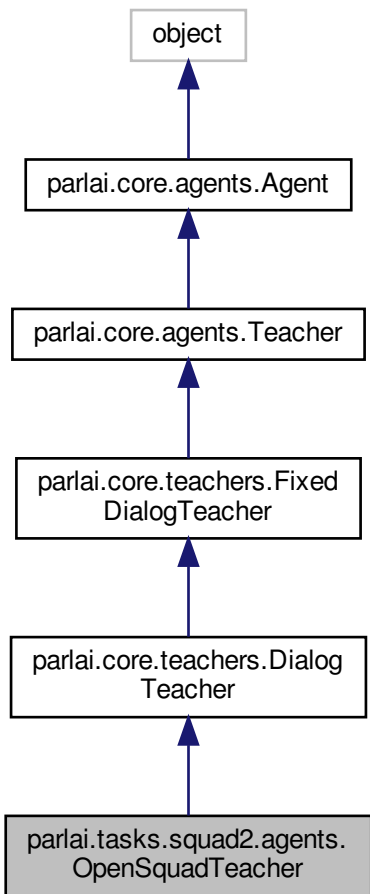 object
parlai.core.agents.Agent
parlai.core.agents.Teacher
parlai.core.teachers.Fixed
DialogTeacher
parlai.core.teachers.Dialog
Teacher
parlai.tasks.squad2.agents.
OpenSquadTeacher